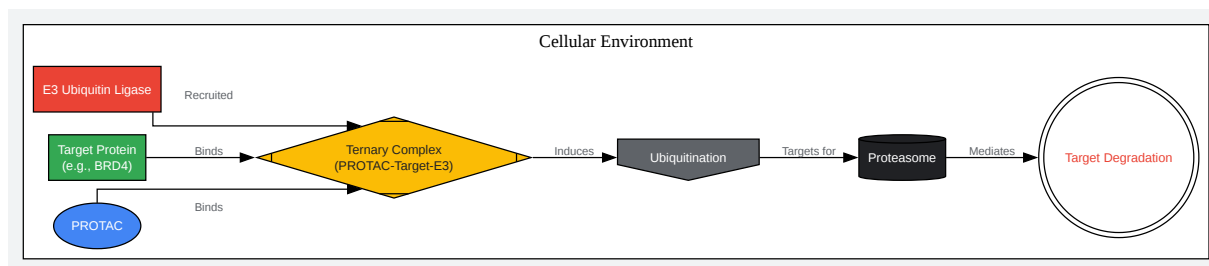 Cellular Environment
E3 Ubiquitin Ligase
Recruited
Target Protein
(e.g., BRD4)
Binds
Ternary Complex
(PROTAC-Target-E3)
Induces
Ubiquitination
Targets for
Proteasome
Mediates
Target Degradation
PROTAC
Binds